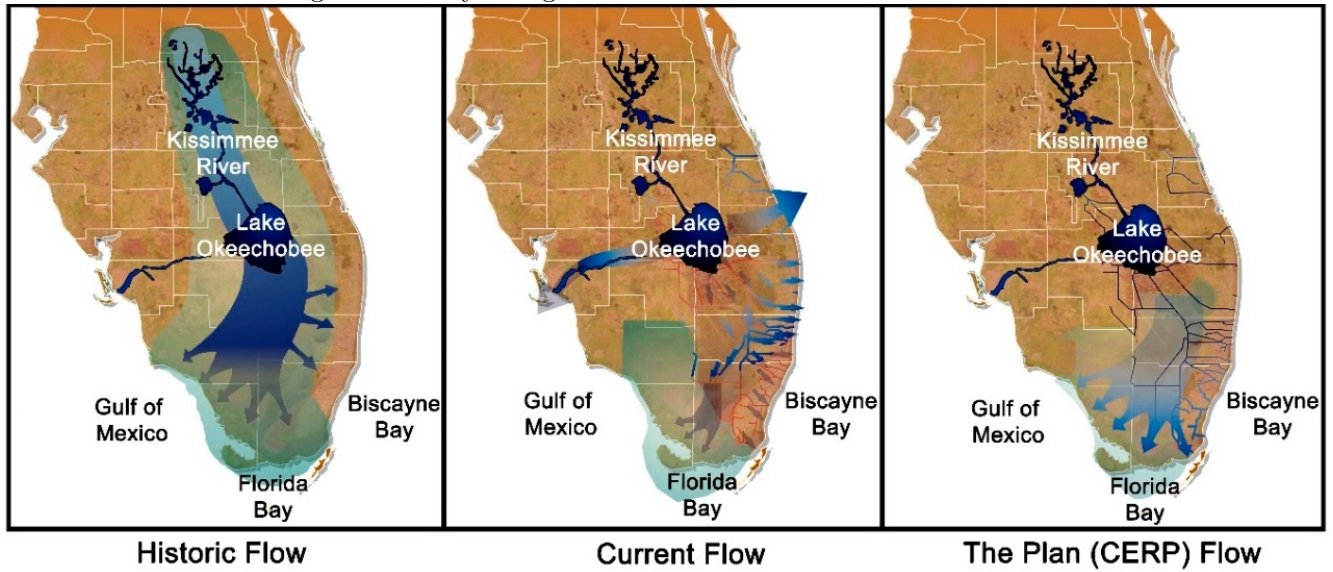 Kissimmee
River
Lake
Okeechobee
Gulf of
Mexico
Biscayne
Bay
Florida
Bay
Historic Flow
Kissimmee
River
Lake
Okeechobee
Gulf of
Mexico
Biscayne
Bay
Florida
Bay
Current Flow
Kissimmee
River
Lake
Okeechobee
Gulf of
Mexico
Biscayne
Bay
Florida
Bay
The Plan (CERP) Flow